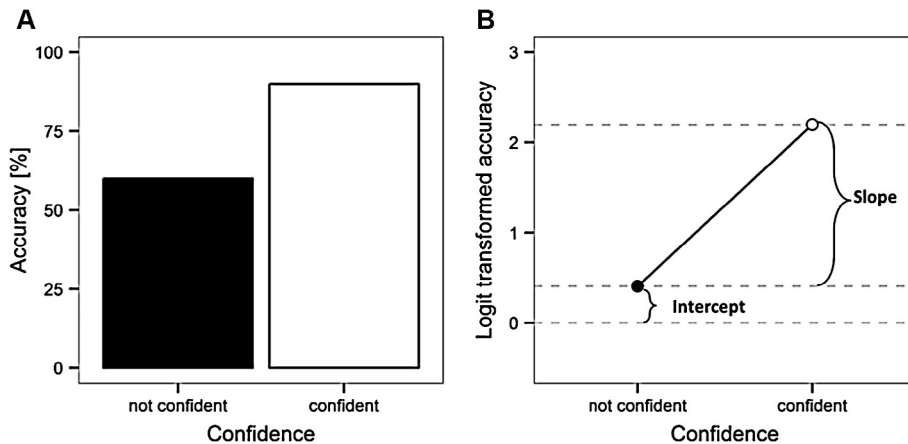 A
Accuracy [%]
100
75
50
25
0
not confident
confident
Confidence
B
Logit transformed accuracy
3
2
1
0
Slope
Intercept
not confident
confident
Confidence